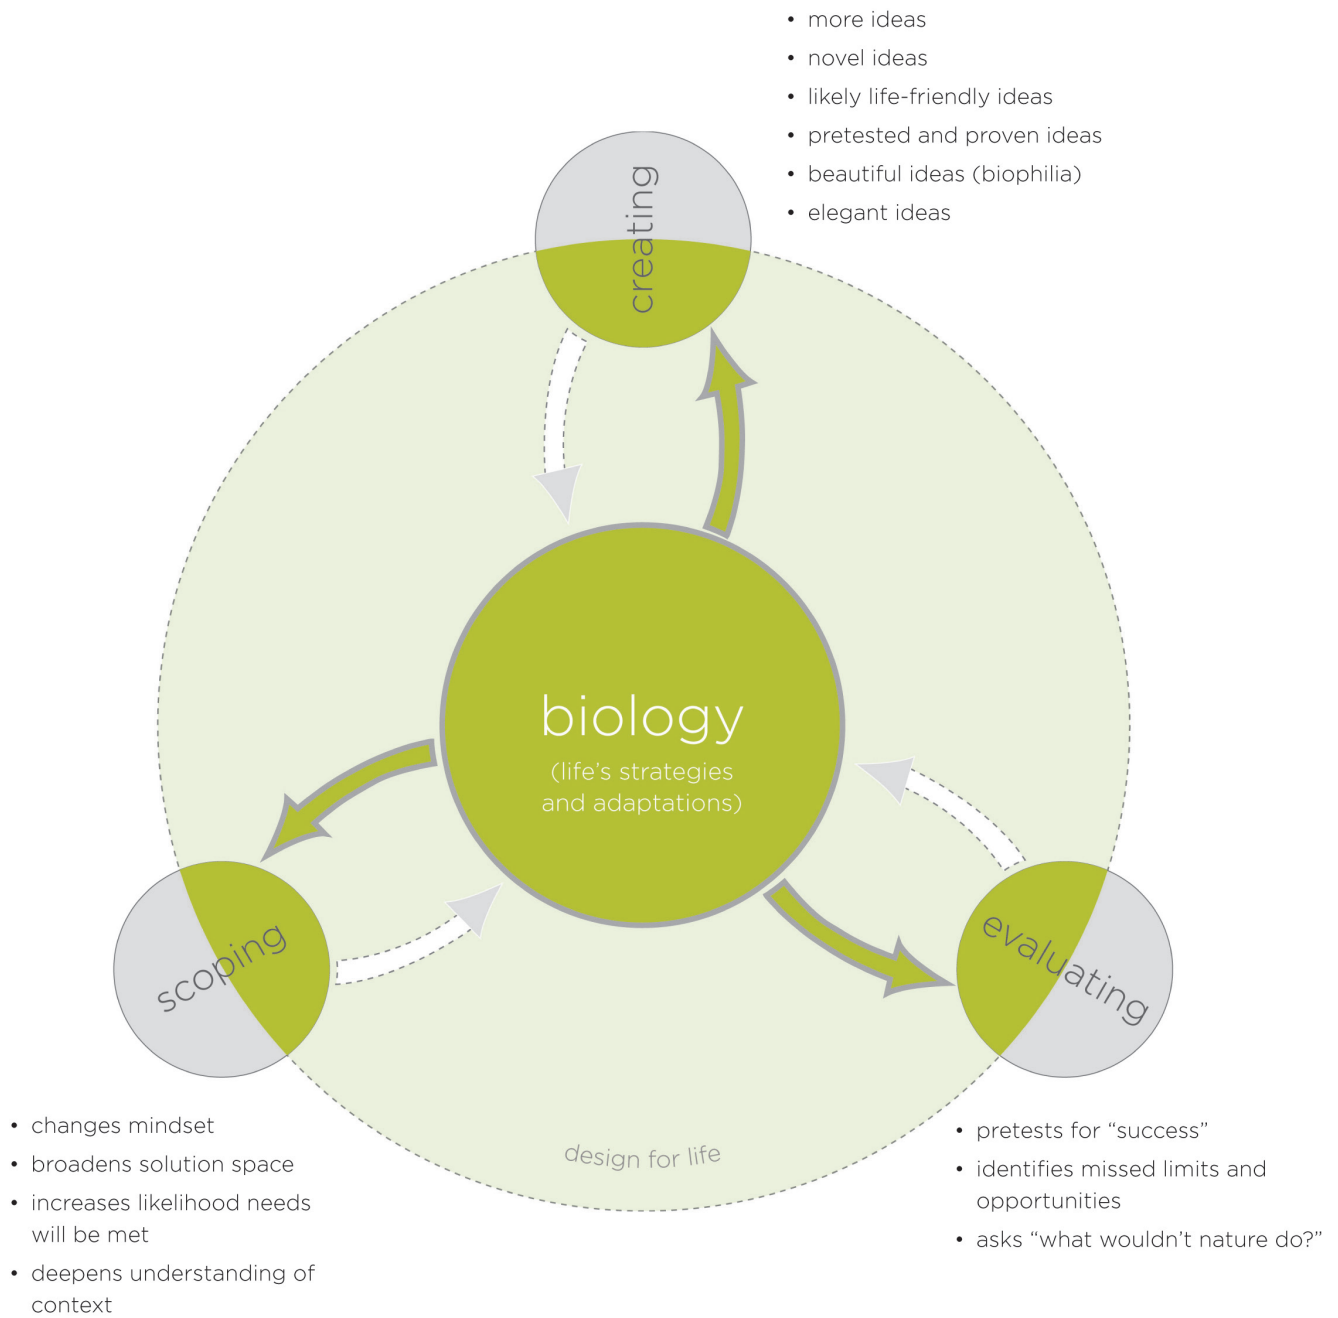 • more ideas
• novel ideas
• likely life-friendly ideas
• pretested and proven ideas
• beautiful ideas (biophilia)
• elegant ideas
creating
biology
(life’s strategies
and adaptations)
scoping
evaluating
design for life
• changes mindset
• broadens solution space
• increases likelihood needs
will be met
• deepens understanding of
context
• pretests for “success”
• identifies missed limits and
opportunities
• asks “what wouldn’t nature do?”